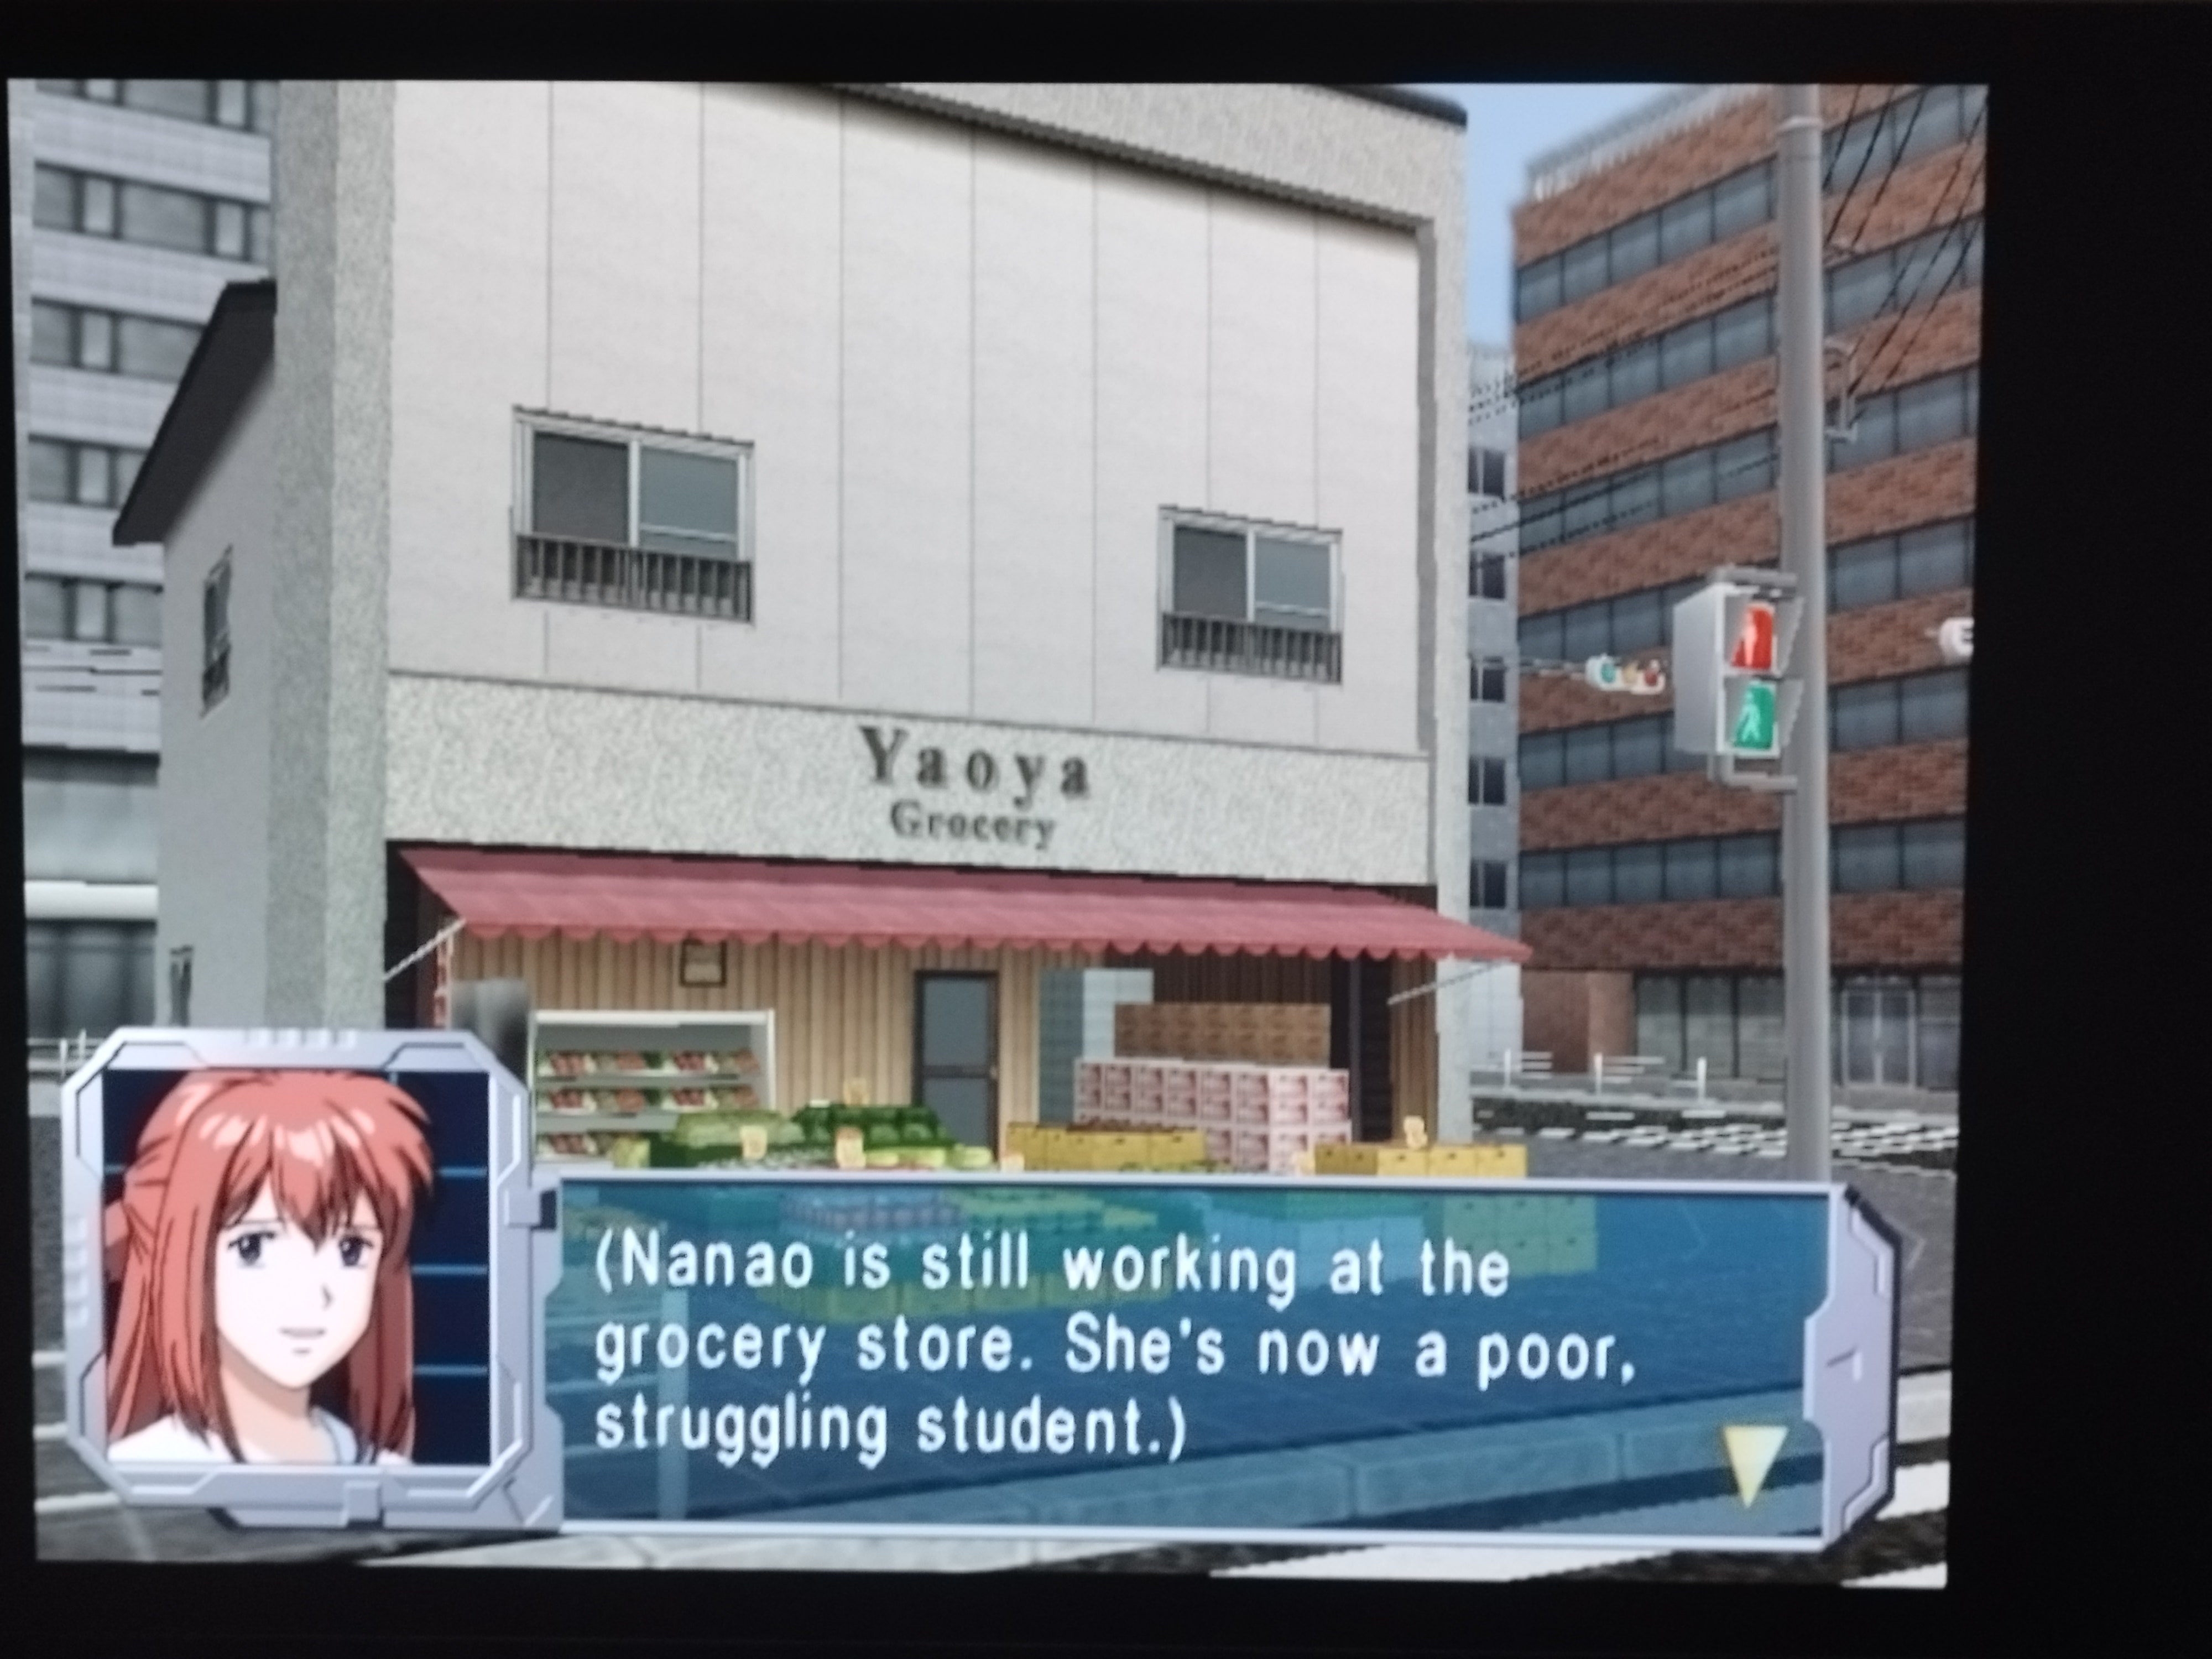 Yaoya
Grocery
(Nanao is still working at the
grocery store. She's now a poor,
struggling student.)